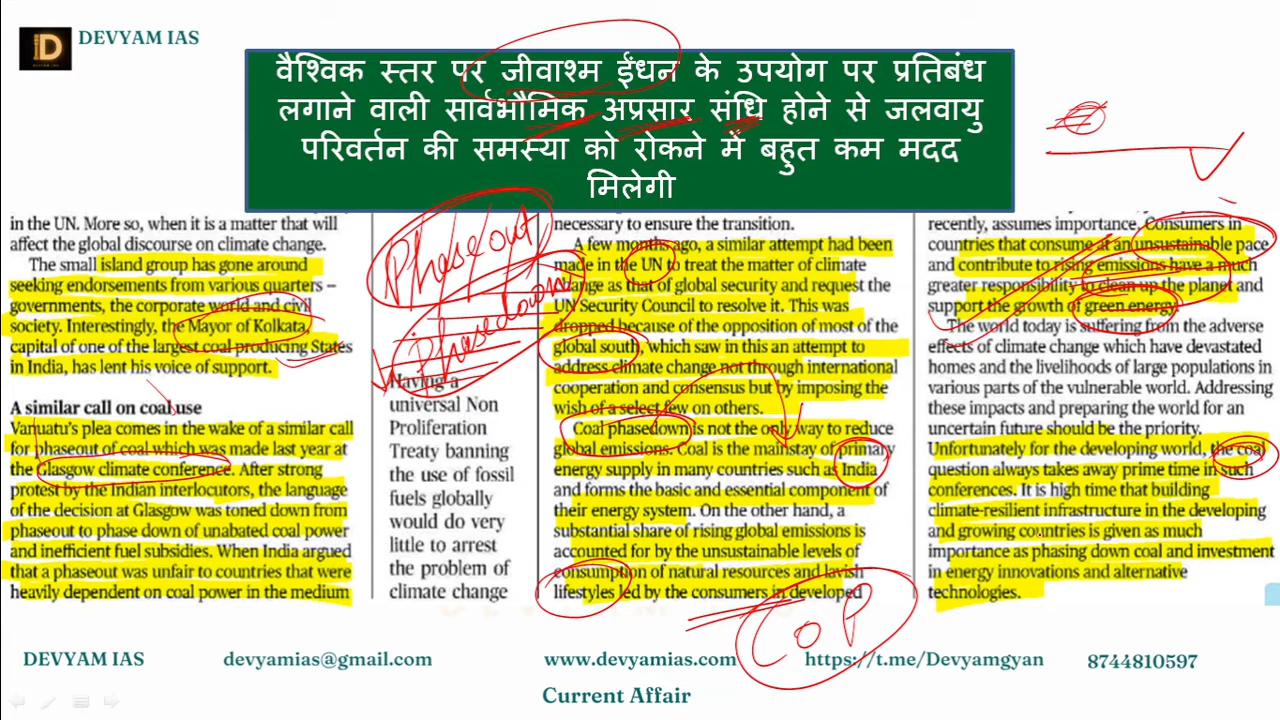 DEVYAM IAS
वैश्विक स्तर पर जीवाश्म ईंधन के उपयोग पर प्रतिबंध
लगाने वाली सार्वभौमिक अप्रसार संधि होने से जलवायु
परिवर्तन की समस्या को रोकने में बहुत कम मदद
मिलेगी
in the UN. More so, when it is a matter that will
affect the global discourse on climate change.
The small island group has gone around
seeking endorsements from various quarters –
governments, the corporate world and civil
society. Interestingly, the Mayor of Kolkata,
capital of one of the largest coal producing States
in India, has lent his voice of support.
A similar call on coal use
Vanuatu's plea comes in the wake of a similar call
for phaseout of coal which was made last year at
the Glasgow climate conference. After strong
protest by the Indian interlocutors, the language
of the decision at Glasgow was toned down from
phaseout to phase down of unabated coal power
and inefficient fuel subsidies. When India argued
that a phaseout was unfair to countries that were
heavily dependent on coal power in the medium
Phase out
Phasedown
Having a
universal Non
Proliferation
Treaty banning
the use of fossil
fuels globally
would do very
little to arrest
the problem of
climate change
necessary to ensure the transition.
A few months ago, a similar attempt had been
made in the UN to treat the matter of climate
change as that of global security and request the
UN Security Council to resolve it. This was
dropped because of the opposition of most of the
global south, which saw in this an attempt to
address climate change not through international
cooperation and consensus but by imposing the
wish of a select few on others.
Coal phasedown is not the only way to reduce
global emissions. Coal is the mainstay of primary
energy supply in many countries such as India
and forms the basic and essential component of
their energy system. On the other hand, a
substantial share of rising global emissions is
accounted for by the unsustainable levels of
consumption of natural resources and lavish
lifestyles led by the consumers in developed
COP
recently, assumes importance. Consumers in
countries that consume at an unsustainable pace
and contribute to rising emissions have a much
greater responsibility to clean up the planet and
support the growth of green energy.
The world today is suffering from the adverse
effects of climate change which have devastated
homes and the livelihoods of large populations in
various parts of the vulnerable world. Addressing
these impacts and preparing the world for an
uncertain future should be the priority.
Unfortunately for the developing world, the coal
question always takes away prime time in such
conferences. It is high time that building
climate-resilient infrastructure in the developing
and growing countries is given as much
importance as phasing down coal and investment
in energy innovations and alternative
technologies.
DEVYAM IAS
devyamias@gmail.com
www.devyamias.com
https://t.me/Devyamgyan
8744810597
Current Affair